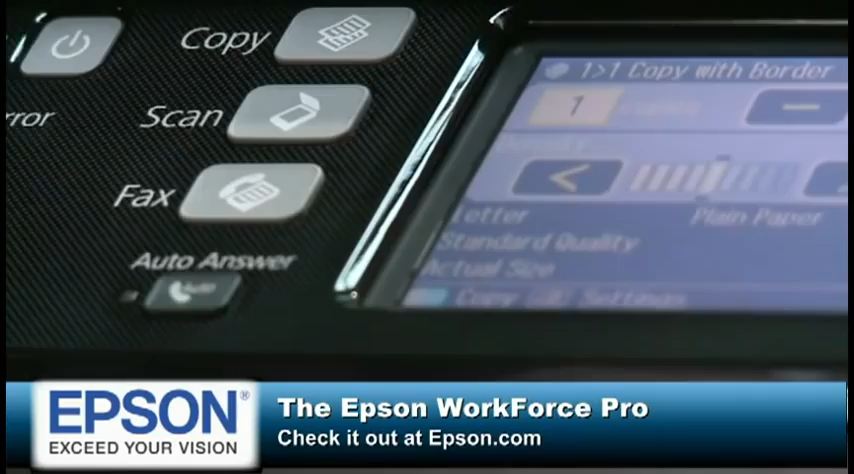 Copy
Scan
Fax
Auto Answer
Auto
1>1 Copy with Border
1
Letter
Plain Paper
Standard Quality
Actual Size
Copy
Settings
EPSON®
EXCEED YOUR VISION
The Epson WorkForce Pro
Check it out at Epson.com